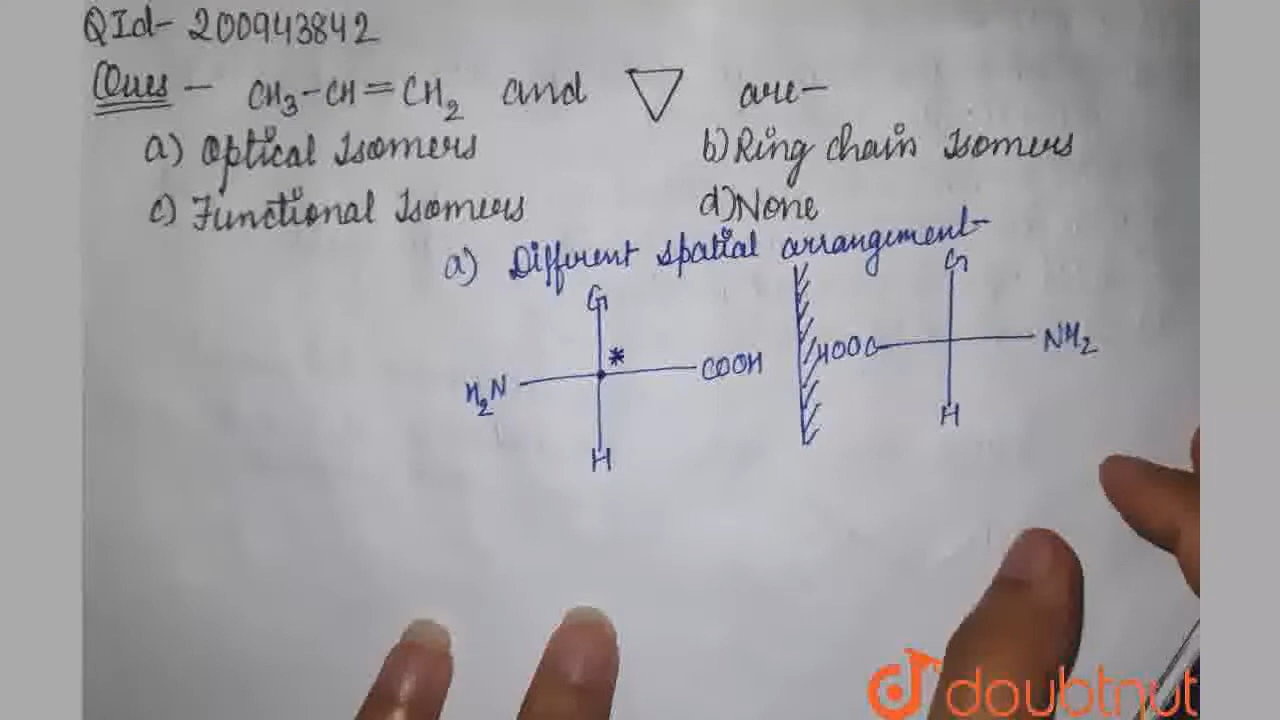 QId- 200943842
Ques - CH3-CH=CH2 and ▽ are-
a) Optical Isomers b) Ring chain Isomers
c) Functional Isomers d) None
a) Different spatial arrangement-
G G
* 
H2N COOH HOOC NH2
H H
doubtnut